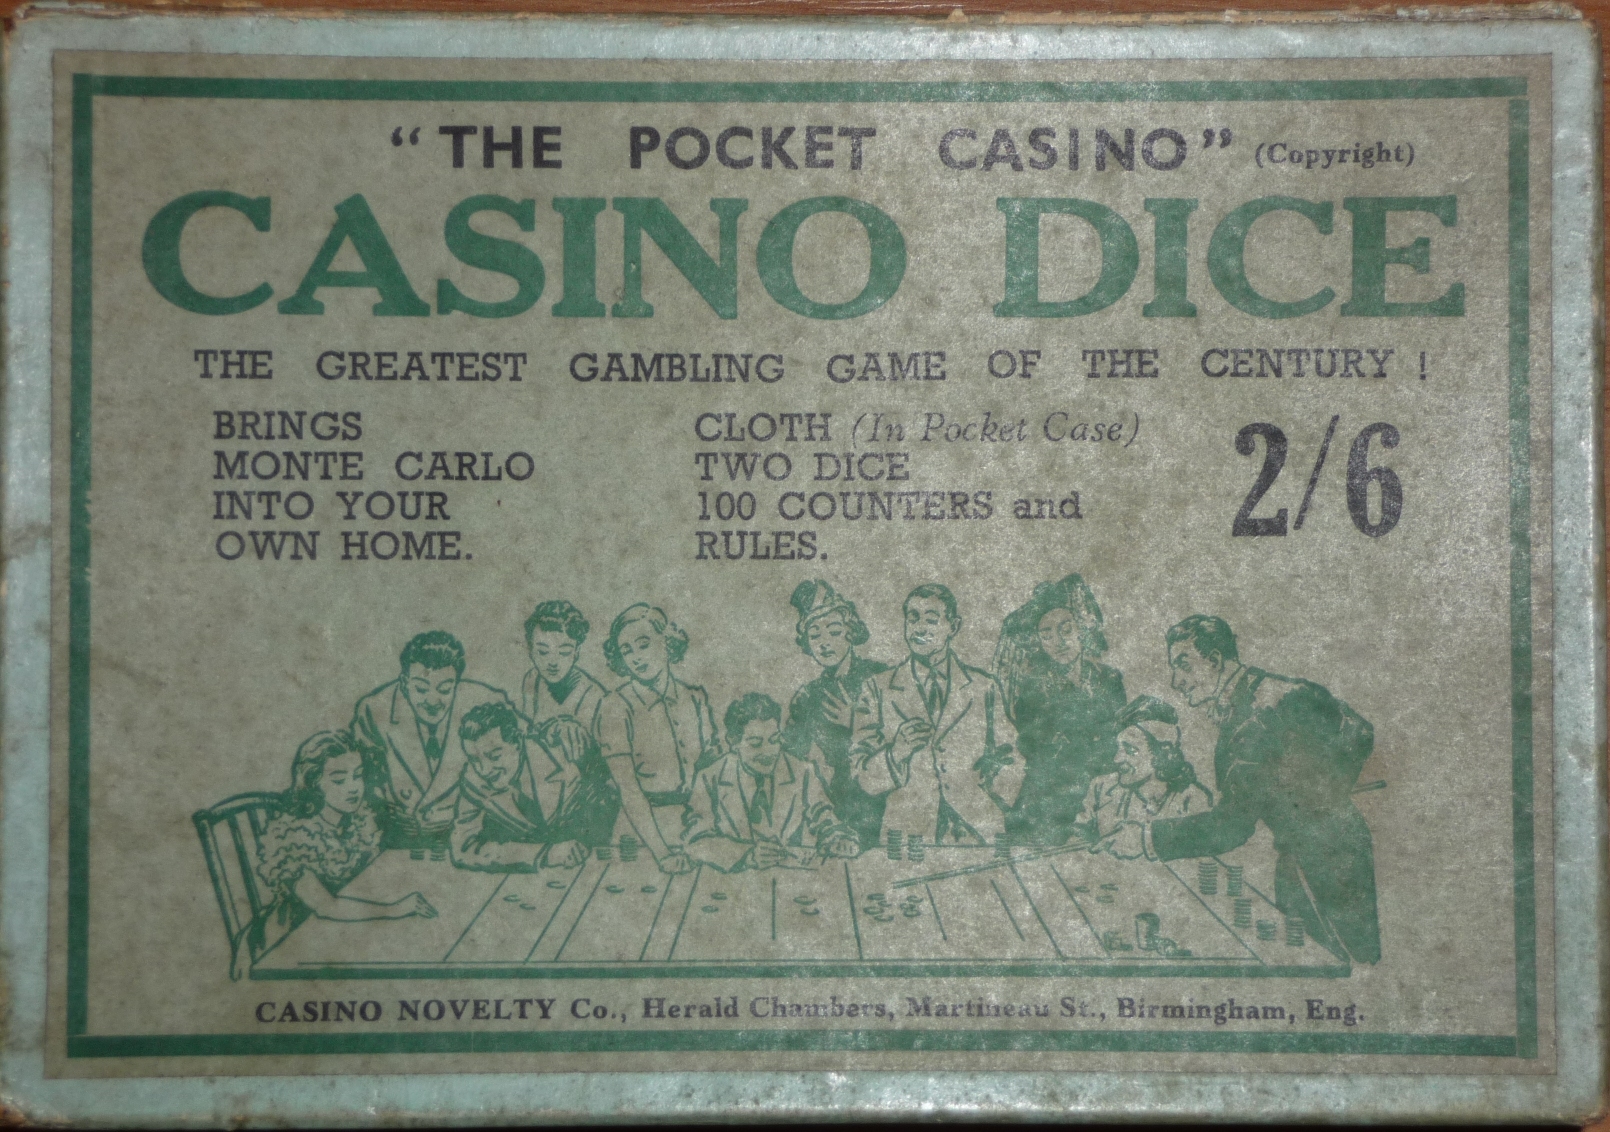 "THE POCKET CASINO" (Copyright)
CASINO DICE
THE GREATEST GAMBLING GAME OF THE CENTURY !
BRINGS
MONTE CARLO
INTO YOUR
OWN HOME.
CLOTH (In Pocket Case)
TWO DICE
100 COUNTERS and
RULES.
2/6
CASINO NOVELTY Co., Herald Chambers, Martineau St., Birmingham, Eng.